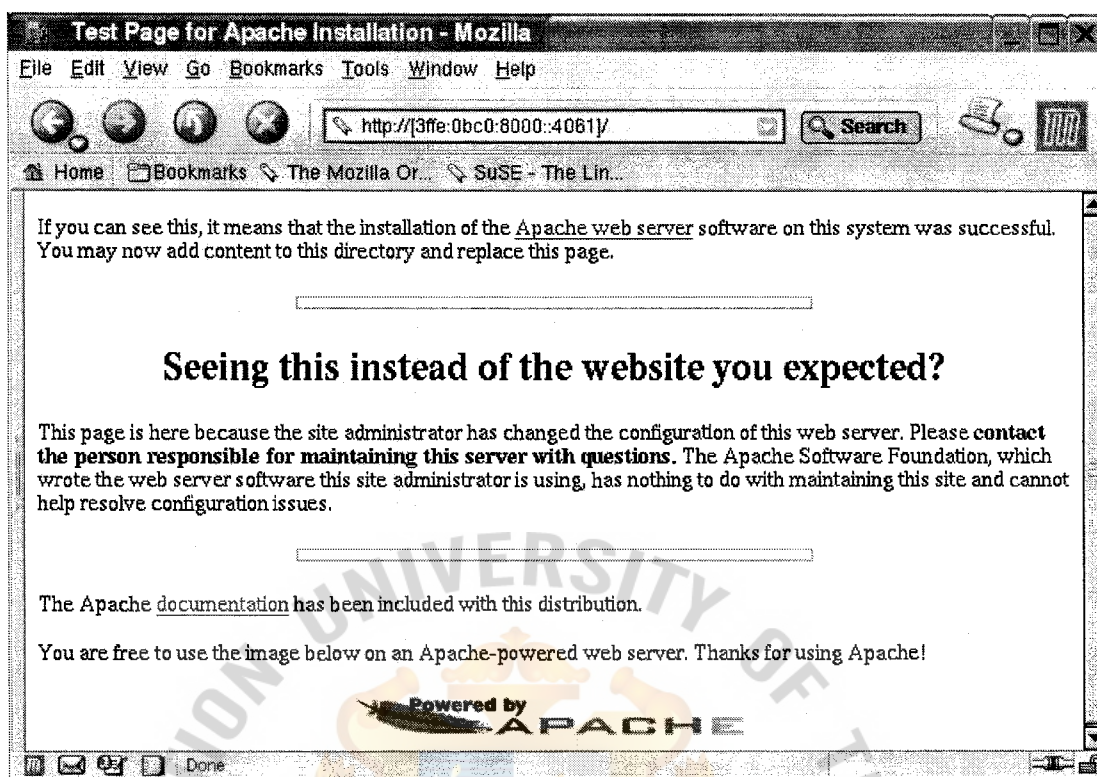 Test Page for Apache Installation - Mozilla
File Edit View Go Bookmarks Tools Window Help
http://[3ffe:0bc0:8000::4061]/ Search
Home Bookmarks The Mozilla Or... SuSE - The Lin...
If you can see this, it means that the installation of the Apache web server software on this system was successful.
You may now add content to this directory and replace this page.
Seeing this instead of the website you expected?
This page is here because the site administrator has changed the configuration of this web server. Please contact
the person responsible for maintaining this server with questions. The Apache Software Foundation, which
wrote the web server software this site administrator is using, has nothing to do with maintaining this site and cannot
help resolve configuration issues.
The Apache documentation has been included with this distribution.
You are free to use the image below on an Apache-powered web server. Thanks for using Apache!
Powered by
APACHE
Done
ION UNIVERSITY OF T